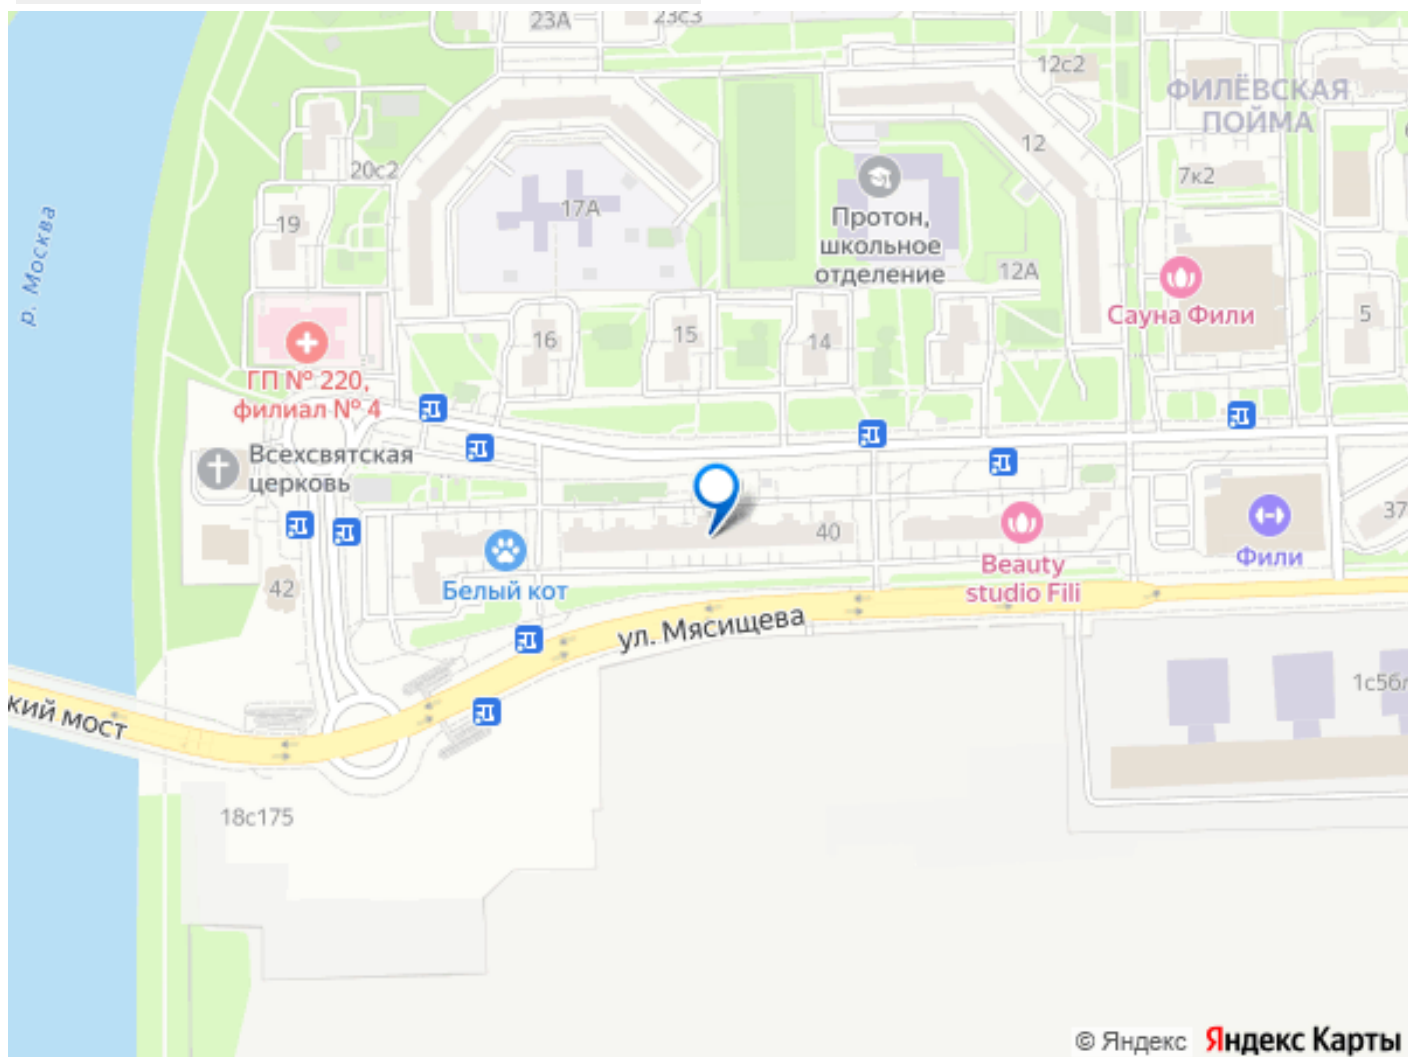 23А
23с3
12с2
ФИЛЁВСКАЯ
ПОЙМА
12
20с2
7к2
17А
Протон,
школьное
отделение
19
р. Москва
12А
Сауна Фили
5
16
15
14
ГП № 220,
филиал № 4
Всехсвятская
церковь
40
37
Фили
Белый кот
Beauty
studio Fili
42
ул. Мясищева
кий мост
1с5бл
18с175
© Яндекс
Яндекс Карты